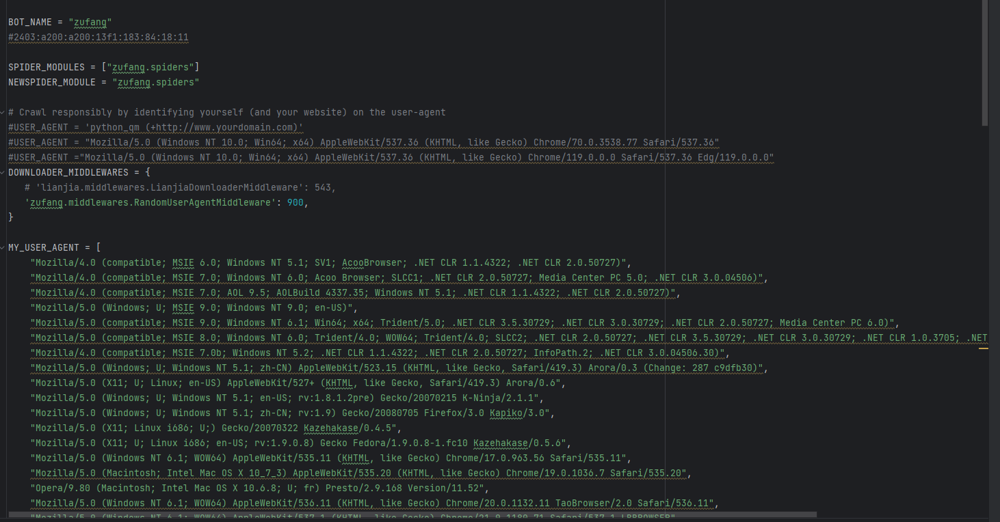 BOT_NAME = "zufang"
#2403:a200:a200:13f1:183:84:18:11
SPIDER_MODULES = ["zufang.spiders"]
NEWSPIDER_MODULE = "zufang.spiders"
# Crawl responsibly by identifying yourself (and your website) on the user-agent
#USER_AGENT = 'python_qm (+http://www.yourdomain.com)'
#USER_AGENT = "Mozilla/5.0 (Windows NT 10.0; Win64; x64) AppleWebKit/537.36 (KHTML, like Gecko) Chrome/70.0.3538.77 Safari/537.36"
#USER_AGENT ="Mozilla/5.0 (Windows NT 10.0; Win64; x64) AppleWebKit/537.36 (KHTML, like Gecko) Chrome/119.0.0.0 Safari/537.36 Edg/119.0.0.0"
DOWNLOADER_MIDDLEWARES = {
# 'lianjia.middlewares.LianjiaDownloaderMiddleware': 543,
'zufang.middlewares.RandomUserAgentMiddleware': 900,
}
MY_USER_AGENT = [
"Mozilla/4.0 (compatible; MSIE 6.0; Windows NT 5.1; SV1; AcooBrowser; .NET CLR 1.1.4322; .NET CLR 2.0.50727)",
"Mozilla/4.0 (compatible; MSIE 7.0; Windows NT 6.0; Acoo Browser; SLCC1; .NET CLR 2.0.50727; Media Center PC 5.0; .NET CLR 3.0.04506)",
"Mozilla/4.0 (compatible; MSIE 7.0; AOL 9.5; AOLBuild 4337.35; Windows NT 5.1; .NET CLR 1.1.4322; .NET CLR 2.0.50727)",
"Mozilla/5.0 (Windows; U; MSIE 9.0; Windows NT 9.0; en-US)",
"Mozilla/5.0 (compatible; MSIE 9.0; Windows NT 6.1; Win64; x64; Trident/5.0; .NET CLR 3.5.30729; .NET CLR 3.0.30729; .NET CLR 2.0.50727; Media Center PC 6.0)",
"Mozilla/5.0 (compatible; MSIE 8.0; Windows NT 6.0; Trident/4.0; WOW64; Trident/4.0; SLCC2; .NET CLR 2.0.50727; .NET CLR 3.5.30729; .NET CLR 3.0.30729; .NET CLR 1.0.3705; .NET
"Mozilla/4.0 (compatible; MSIE 7.0b; Windows NT 5.2; .NET CLR 1.1.4322; .NET CLR 2.0.50727; InfoPath.2; .NET CLR 3.0.04506.30)",
"Mozilla/5.0 (Windows; U; Windows NT 5.1; zh-CN) AppleWebKit/523.15 (KHTML, like Gecko, Safari/419.3) Arora/0.3 (Change: 287 c9dfb30)",
"Mozilla/5.0 (X11; U; Linux; en-US) AppleWebKit/527+ (KHTML, like Gecko, Safari/419.3) Arora/0.6",
"Mozilla/5.0 (Windows; U; Windows NT 5.1; en-US; rv:1.8.1.2pre) Gecko/20070215 K-Ninja/2.1.1",
"Mozilla/5.0 (Windows; U; Windows NT 5.1; zh-CN; rv:1.9) Gecko/20080705 Firefox/3.0 Kapiko/3.0",
"Mozilla/5.0 (X11; Linux i686; U;) Gecko/20070322 Kazehakase/0.4.5",
"Mozilla/5.0 (X11; U; Linux i686; en-US; rv:1.9.0.8) Gecko Fedora/1.9.0.8-1.fc10 Kazehakase/0.5.6",
"Mozilla/5.0 (Windows NT 6.1; WOW64) AppleWebKit/535.11 (KHTML, like Gecko) Chrome/17.0.963.56 Safari/535.11",
"Mozilla/5.0 (Macintosh; Intel Mac OS X 10_7_3) AppleWebKit/535.20 (KHTML, like Gecko) Chrome/19.0.1036.7 Safari/535.20",
"Opera/9.80 (Macintosh; Intel Mac OS X 10.6.8; U; fr) Presto/2.9.168 Version/11.52",
"Mozilla/5.0 (Windows NT 6.1; WOW64) AppleWebKit/536.11 (KHTML, like Gecko) Chrome/20.0.1132.11 TaoBrowser/2.0 Safari/536.11",
"Mozilla/5.0 (Windows NT 6.1; WOW64) AppleWebKit/537.1 (KHTML, like Gecko) Chrome/21.0.1180.71 Safari/537.1 LBBROWSER"